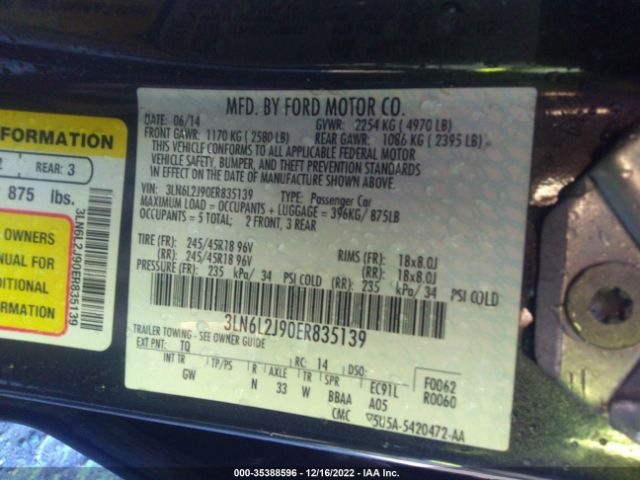 MFD. BY FORD MOTOR CO.
DATE: 06/14 GVWR: 2254 KG ( 4970 LB)
FRONT GAWR: 1170 KG ( 2580 LB) REAR GAWR: 1086 KG ( 2395 LB)
THIS VEHICLE CONFORMS TO ALL APPLICABLE FEDERAL MOTOR
VEHICLE SAFETY, BUMPER, AND THEFT PREVENTION STANDARDS
IN EFFECT ON THE DATE OF MANUFACTURE SHOWN ABOVE.
VIN: 3LN6L2J90ER835139 TYPE: Passenger Car
MAXIMUM LOAD = OCCUPANTS + LUGGAGE = 396KG/ 875LB
OCCUPANTS = 5 TOTAL; 2 FRONT, 3 REAR
TIRE (FR): 245/45R18 96V RIMS (FR): 18x8.0J
(RR): 245/45R18 96V (RR): 18x8.0J
PRESSURE (FR): 235 kPa/ 34 PSI COLD (RR): 235 kPa/ 34 PSI COLD
3LN6L2J90ER835139
TRAILER TOWING - SEE OWNER GUIDE
EXT PNT: TQ RC: 14 DSO:
INT TR TP/PS R AXLE TR SPR EC91L F0062
GW N 33 W BBAA A05 R0060
CMC 5U5A-5420472-AA
FORMATION
2 REAR: 3
875 lbs.
OWNERS
MANUAL FOR
DDITIONAL
FORMATION
3LN6L2J90ER835139
000-35388596 - 12/16/2022 - IAA Inc.